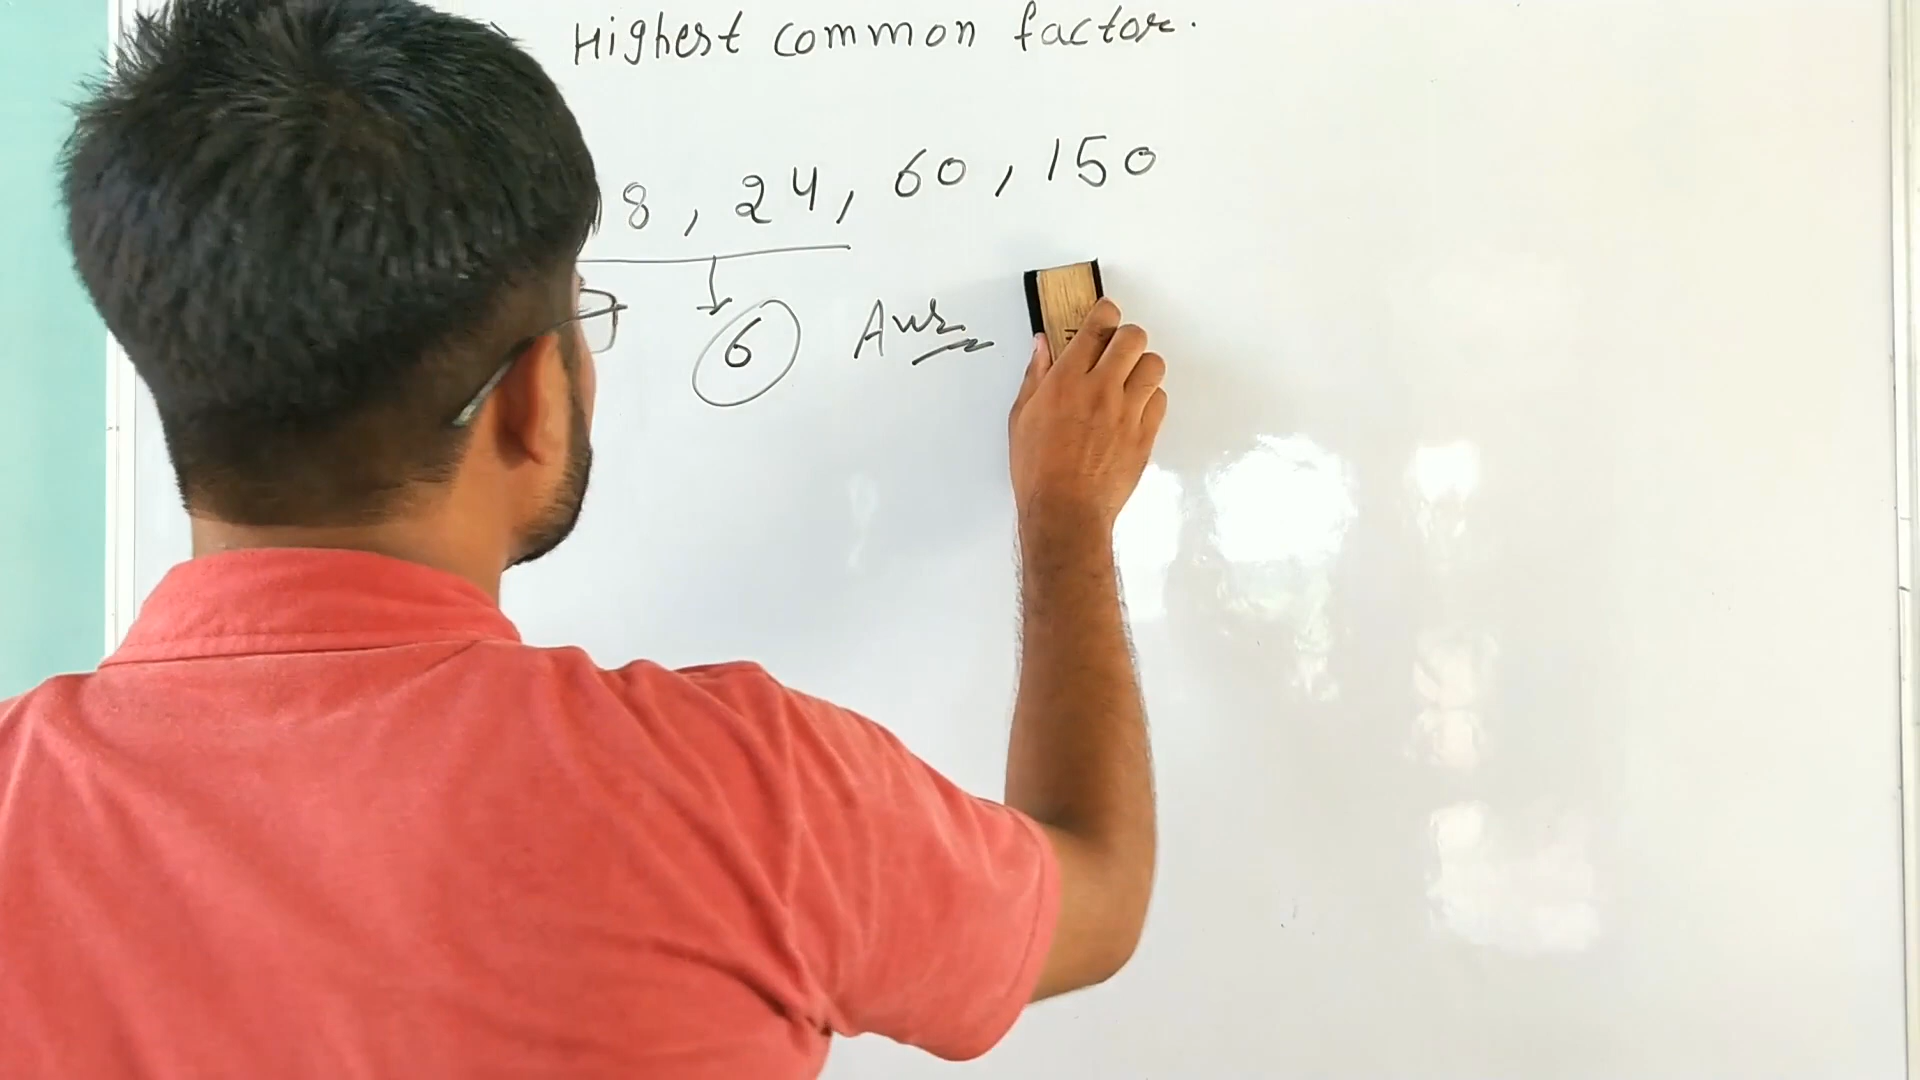 Highest common factor.
8, 24, 60, 150
6 Ans